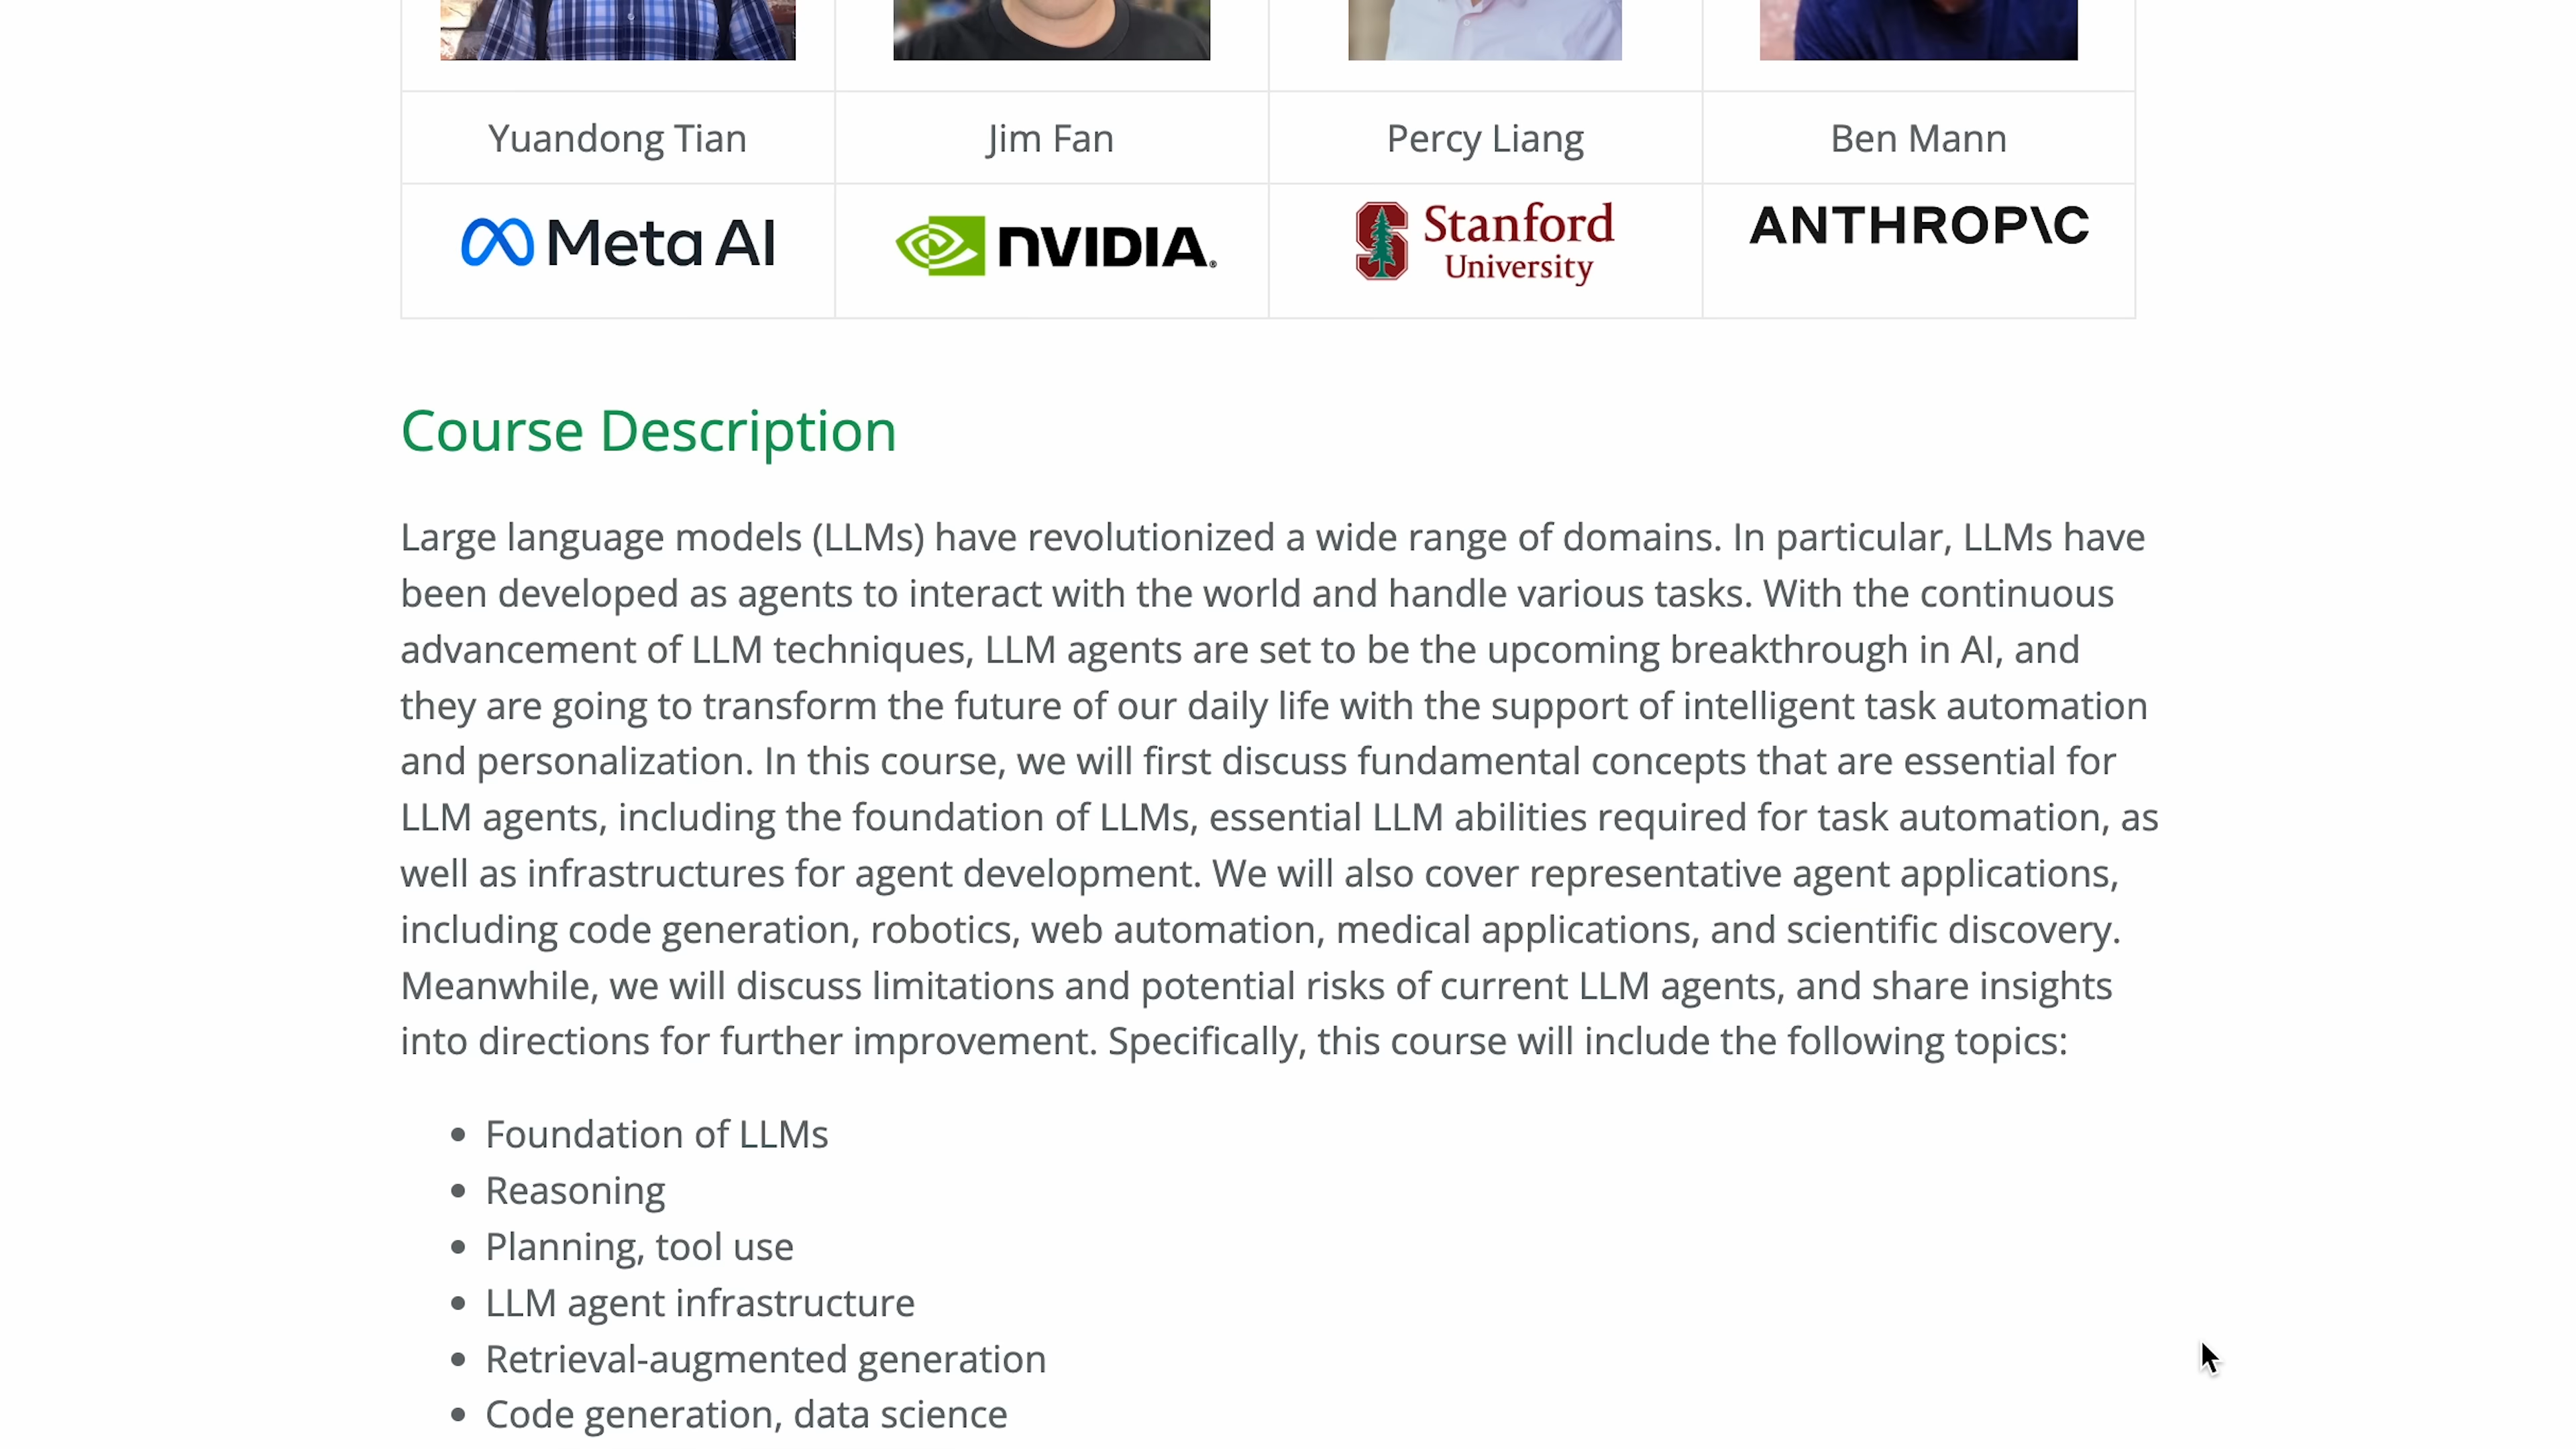 Yuandong Tian
Jim Fan
Percy Liang
Ben Mann
Meta AI
NVIDIA®
Stanford
University
ANTHROP\C
Course Description
Large language models (LLMs) have revolutionized a wide range of domains. In particular, LLMs have
been developed as agents to interact with the world and handle various tasks. With the continuous
advancement of LLM techniques, LLM agents are set to be the upcoming breakthrough in AI, and
they are going to transform the future of our daily life with the support of intelligent task automation
and personalization. In this course, we will first discuss fundamental concepts that are essential for
LLM agents, including the foundation of LLMs, essential LLM abilities required for task automation, as
well as infrastructures for agent development. We will also cover representative agent applications,
including code generation, robotics, web automation, medical applications, and scientific discovery.
Meanwhile, we will discuss limitations and potential risks of current LLM agents, and share insights
into directions for further improvement. Specifically, this course will include the following topics:
• Foundation of LLMs
• Reasoning
• Planning, tool use
• LLM agent infrastructure
• Retrieval-augmented generation
• Code generation, data science